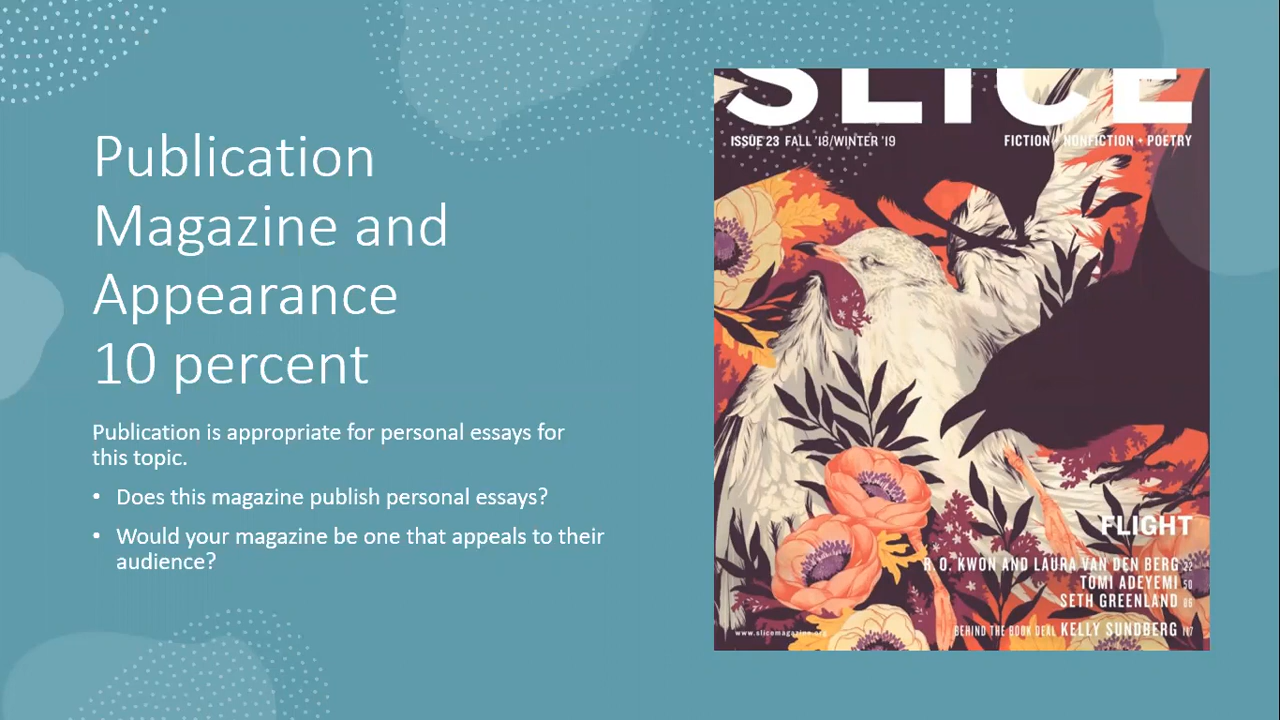 Publication
Magazine and
Appearance
10 percent
Publication is appropriate for personal essays for
this topic.
• Does this magazine publish personal essays?
• Would your magazine be one that appeals to their
audience?
SLICE
ISSUE 23 FALL '18/WINTER '19
FICTION • NONFICTION • POETRY
FLIGHT
R. O. KWON AND LAURA VAN DEN BERG 22
TOMI ADEYEMI 50
SETH GREENLAND 86
BEHIND THE BOOK DEAL KELLY SUNDBERG
www.slicemagazine.org